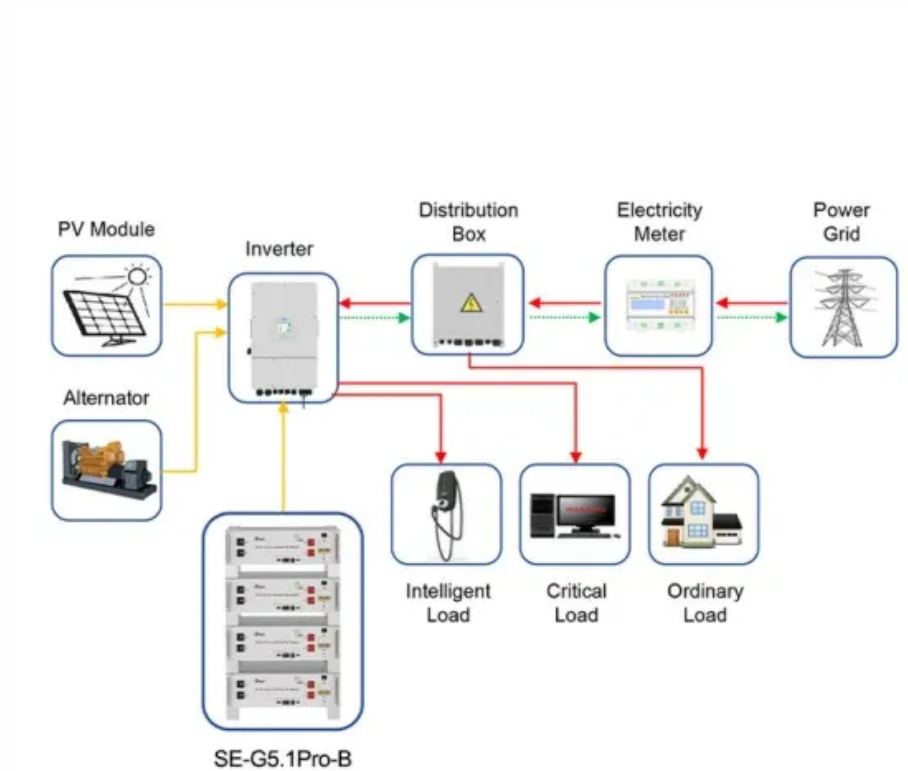 Distribution
Box
Electricity
Meter
Power
Grid
PV Module
Inverter
Alternator
Intelligent
Load
Critical
Load
Ordinary
Load
SE-G5.1Pro-B